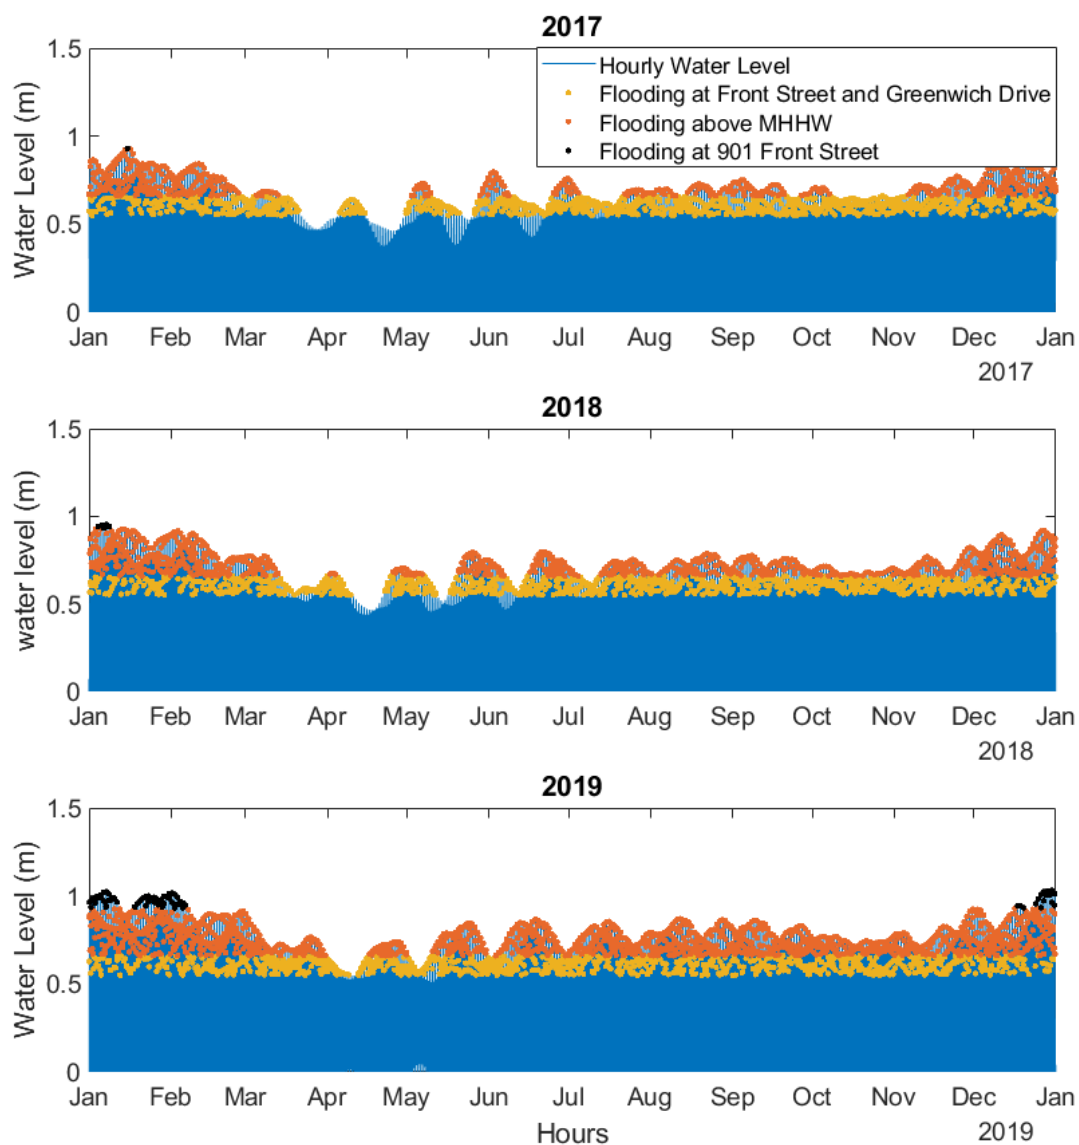 2017
Water Level (m)
1.5
1
0.5
0
Hourly Water Level
Flooding at Front Street and Greenwich Drive
Flooding above MHHW
Flooding at 901 Front Street
Jan Feb Mar Apr May Jun Jul Aug Sep Oct Nov Dec Jan
2017
2018
water level (m)
1.5
1
0.5
0
Jan Feb Mar Apr May Jun Jul Aug Sep Oct Nov Dec Jan
2018
2019
Water Level (m)
1.5
1
0.5
0
Jan Feb Mar Apr May Jun Jul Aug Sep Oct Nov Dec Jan
Hours
2019